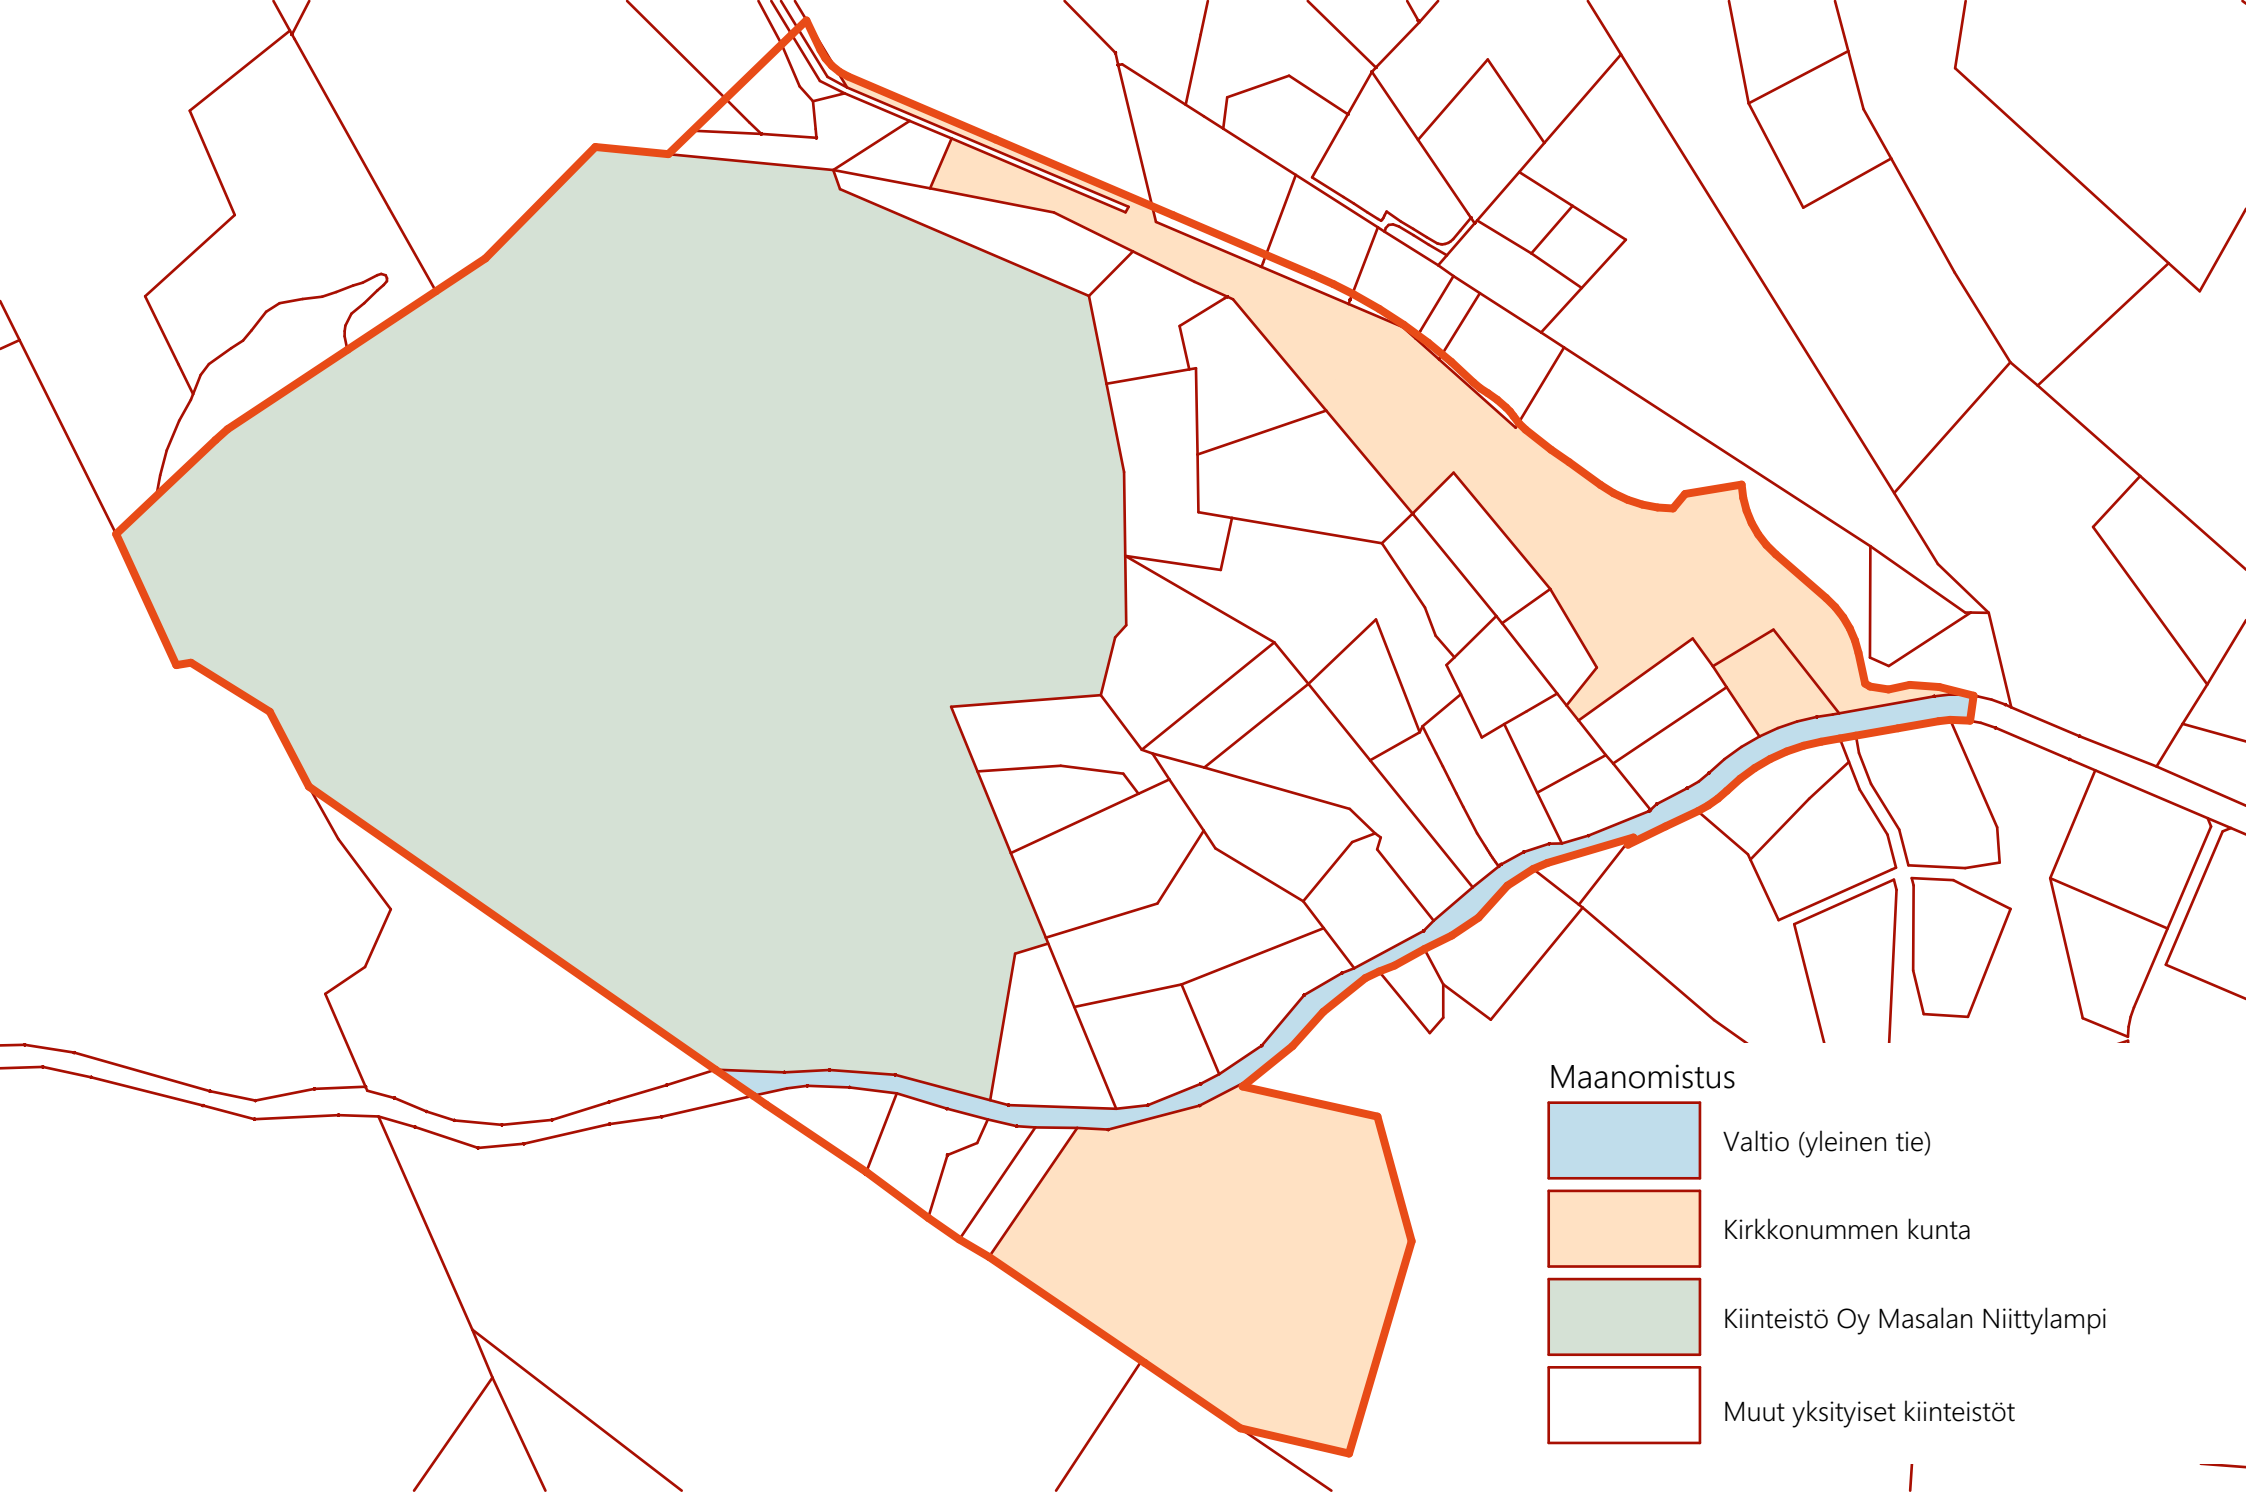 Maanomistus
Valtio (yleinen tie)
Kirkkonummen kunta
Kiinteistö Oy Masalan Niittylampi
Muut yksityiset kiinteistöt